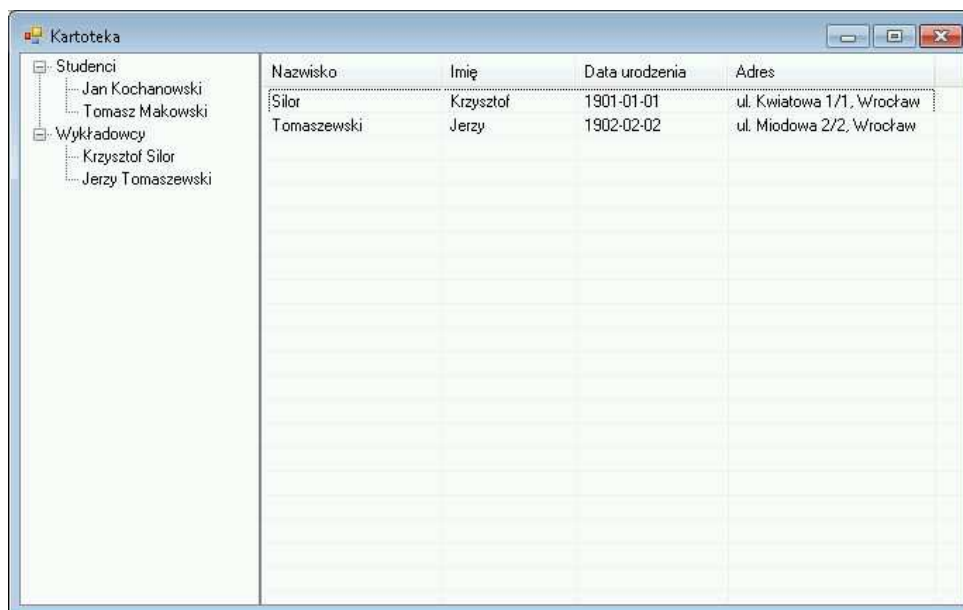 Kartoteka
Studenci
Jan Kochanowski
Tomasz Makowski
Wykładowcy
Krzysztof Silor
Jerzy Tomaszewski
Nazwisko Imię Data urodzenia Adres
Silor Krzysztof 1901-01-01 ul. Kwiatowa 1/1, Wrocław
Tomaszewski Jerzy 1902-02-02 ul. Miodowa 2/2, Wrocław